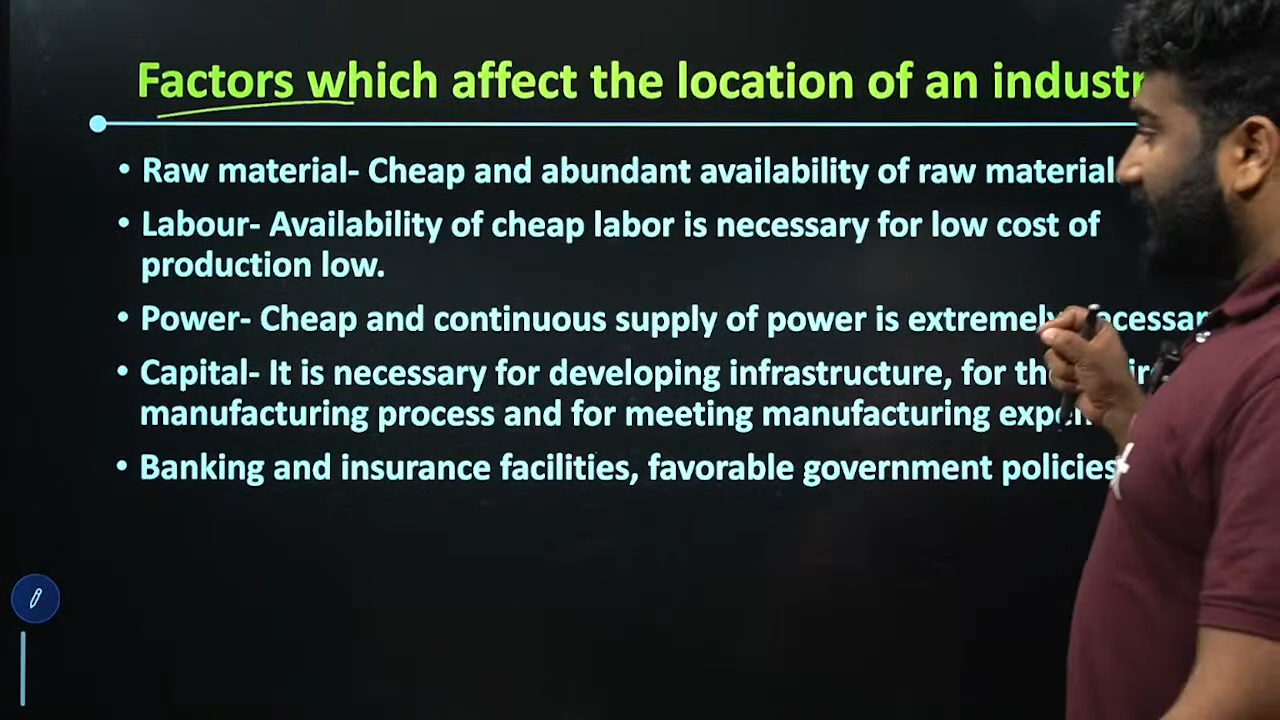 Factors which affect the location of an industr
• Raw material- Cheap and abundant availability of raw material
• Labour- Availability of cheap labor is necessary for low cost of
production low.
• Power- Cheap and continuous supply of power is extremely
• Capital- It is necessary for developing infrastructure, for
manufacturing process and for meeting manufacturing
• Banking and insurance facilities, favorable government policies